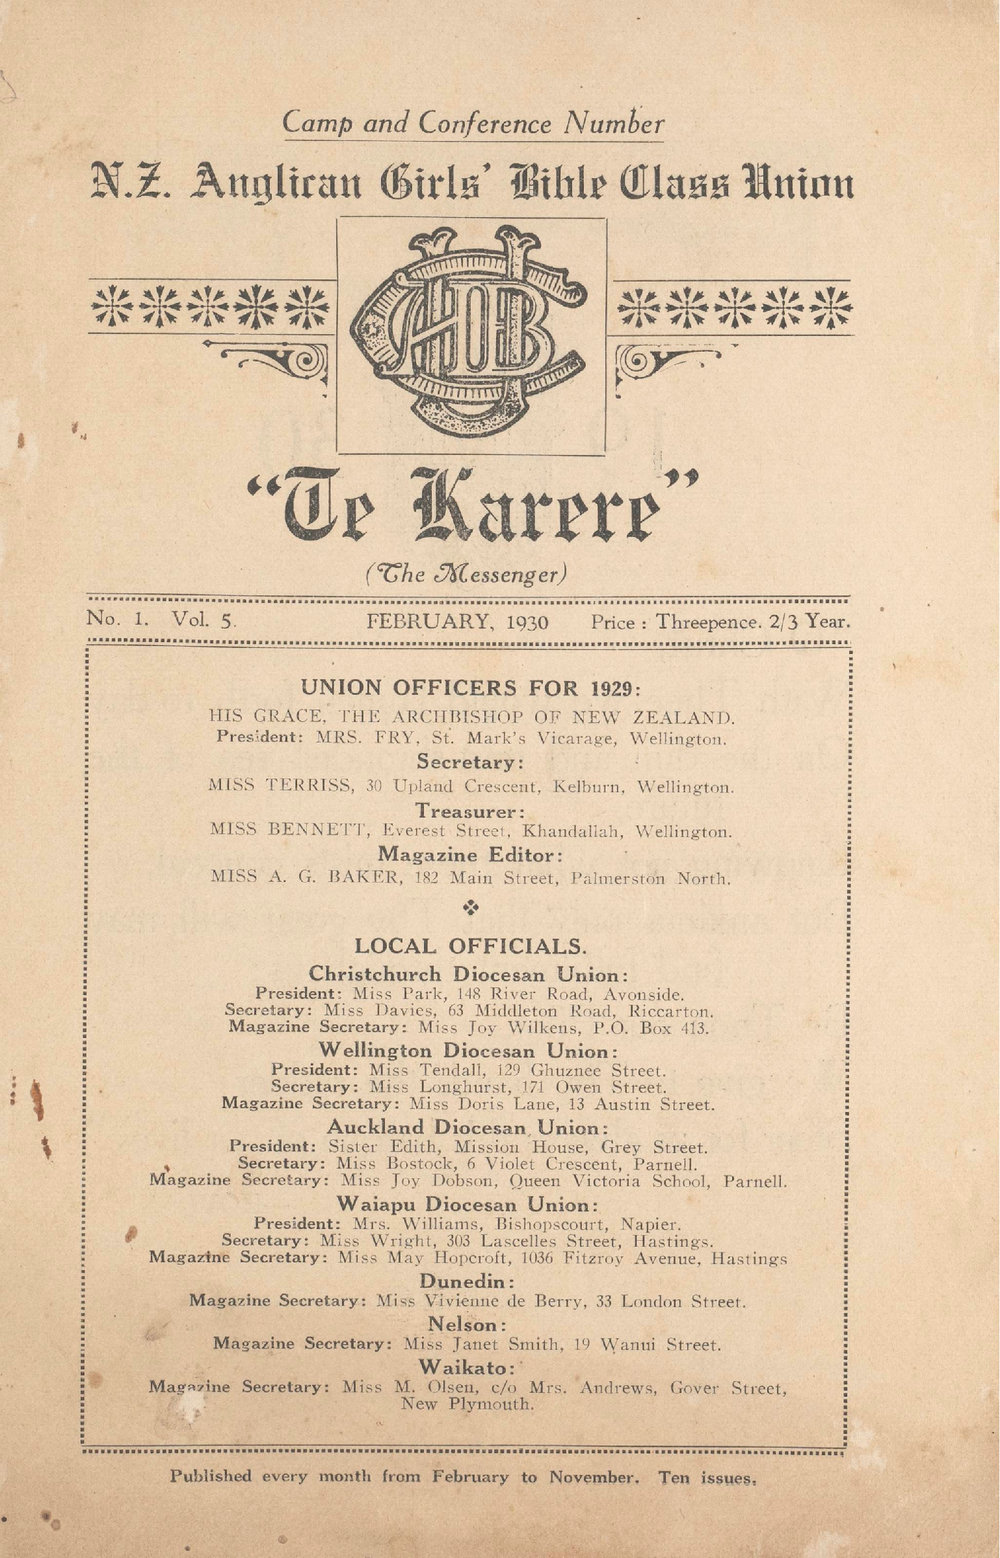 Camp and Conference Number
N.Z. Anglican Girls' Bible Class Union
"Te Karere"
(The Messenger)
No. 1. Vol. 5. FEBRUARY, 1930 Price : Threepence. 2/3 Year.
UNION OFFICERS FOR 1929:
HIS GRACE, THE ARCHBISHOP OF NEW ZEALAND.
President: MRS. FRY, St. Mark's Vicarage, Wellington.
Secretary:
MISS TERRISS, 30 Upland Crescent, Kelburn, Wellington.
Treasurer:
MISS BENNETT, Everest Street, Khandallah, Wellington.
Magazine Editor:
MISS A. G. BAKER, 182 Main Street, Palmerston North.
LOCAL OFFICIALS.
Christchurch Diocesan Union:
President: Miss Park, 148 River Road, Avonside.
Secretary: Miss Davies, 63 Middleton Road, Riccarton.
Magazine Secretary: Miss Joy Wilkens, P.O. Box 413.
Wellington Diocesan Union:
President: Miss Tendall, 129 Ghuznee Street.
Secretary: Miss Longhurst, 171 Owen Street.
Magazine Secretary: Miss Doris Lane, 13 Austin Street.
Auckland Diocesan Union:
President: Sister Edith, Mission House, Grey Street.
Secretary: Miss Bostock, 6 Violet Crescent, Parnell.
Magazine Secretary: Miss Joy Dobson, Queen Victoria School, Parnell.
Waiapu Diocesan Union:
President: Mrs. Williams, Bishopscourt, Napier.
Secretary: Miss Wright, 303 Lascelles Street, Hastings.
Magazine Secretary: Miss May Hopcroft, 1036 Fitzroy Avenue, Hastings
Dunedin:
Magazine Secretary: Miss Vivienne de Berry, 33 London Street.
Nelson:
Magazine Secretary: Miss Janet Smith, 19 Wanui Street.
Waikato:
Magazine Secretary: Miss M. Olsen, c/o Mrs. Andrews, Gover Street,
New Plymouth.
Published every month from February to November. Ten issues.